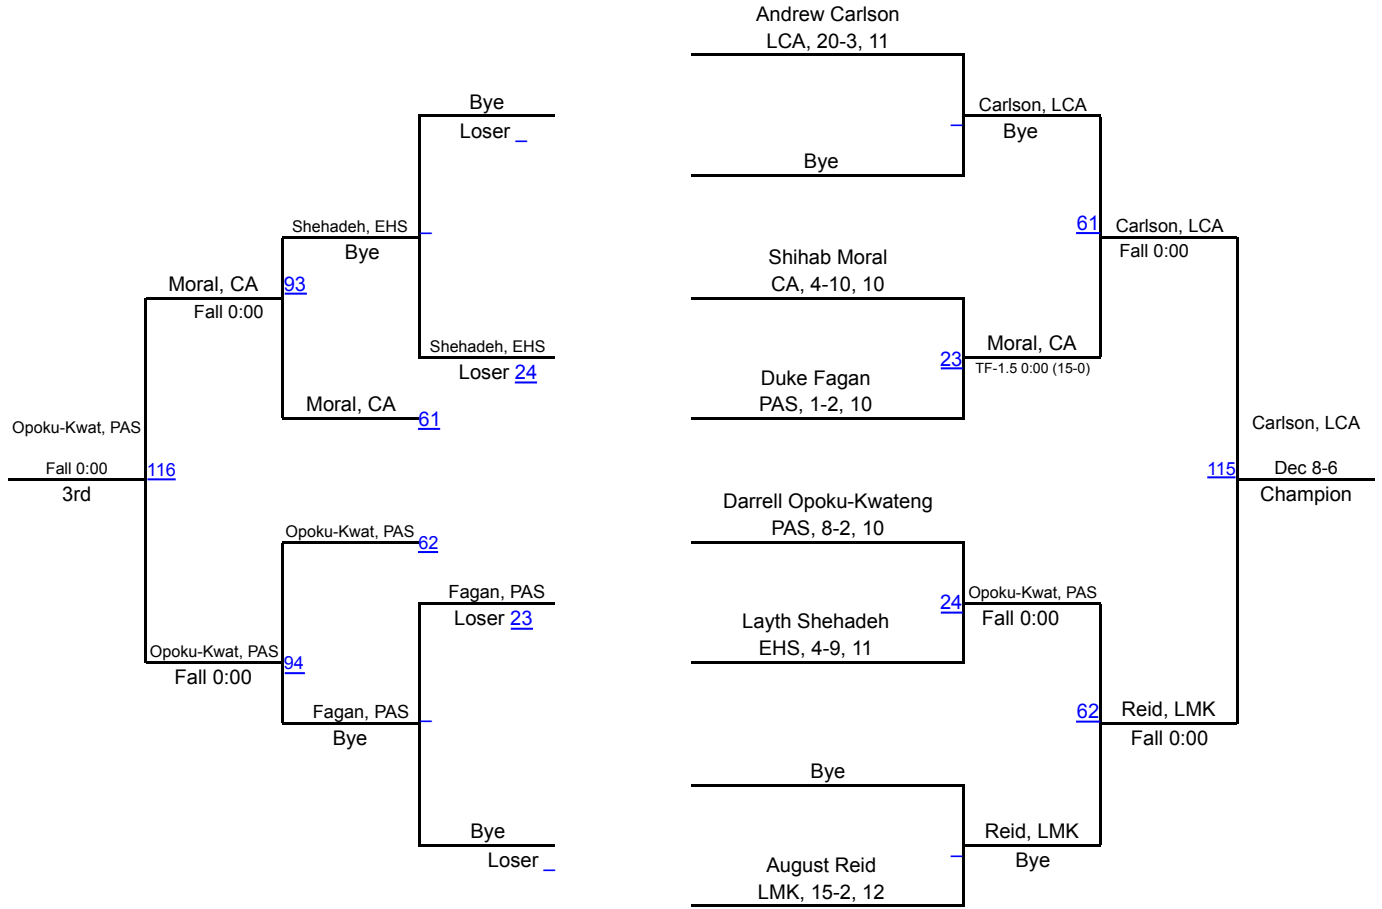 Andrew Carlson
LCA, 20-3, 11
Bye
Loser _
Carlson, LCA
Bye
Bye
Shehadeh, EHS
Bye
61
Carlson, LCA
Fall 0:00
Shihab Moral
CA, 4-10, 10
Moral, CA
93
Fall 0:00
Shehadeh, EHS
Loser 24
23
Moral, CA
TF-1.5 0:00 (15-0)
Duke Fagan
PAS, 1-2, 10
Moral, CA
61
Opoku-Kwat, PAS
Fall 0:00
116
3rd
Carlson, LCA
115
Dec 8-6
Champion
Darrell Opoku-Kwateng
PAS, 8-2, 10
Opoku-Kwat, PAS
62
Fagan, PAS
Loser 23
24
Opoku-Kwat, PAS
Fall 0:00
Layth Shehadeh
EHS, 4-9, 11
Opoku-Kwat, PAS
94
Fall 0:00
Fagan, PAS
Bye
62
Reid, LMK
Fall 0:00
Bye
Bye
Loser _
Reid, LMK
Bye
August Reid
LMK, 15-2, 12